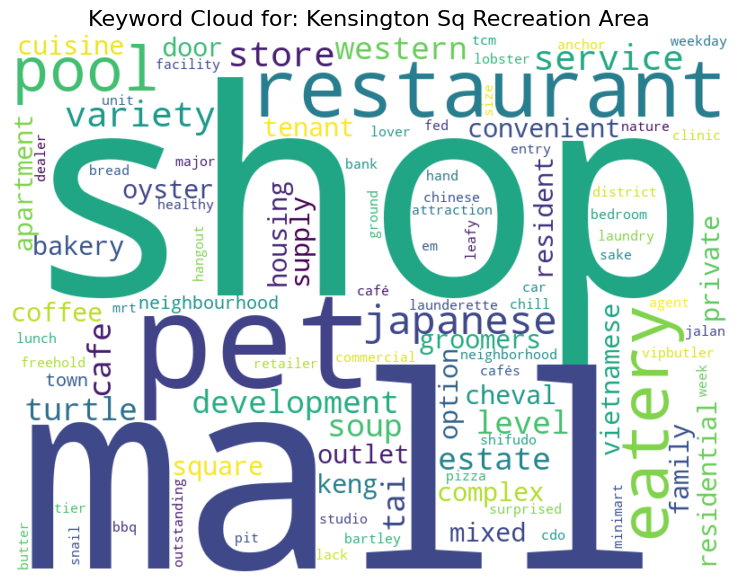 Keyword Cloud for: Kensington Sq Recreation Area
cuisine
door
store
western
tcm
lobster
anchor
weekday
pool
facility
restaurant
service
unit
size
variety
tenant
lover
fed
convenient
nature
clinic
apartment
dealer
shop
bread
major
bank
entry
oyster
healthy
housing
supply
hand
chinese
attraction
resident
district
bedroom
ground
leafy
laundry
bakery
hangout
em
sake
private
café
car
coffee
mrt
neighbourhood
pet
launderette
chill
agent
japanese
groomers
jalan
lunch
cafe
freehold
retailer
commercial
neighborhood
vietnamese
eatery
vipbutler
town
option
cafés
cheval
week
turtle
development
soup
level
shifudo
residential
family
mall
square
outlet
estate
keng
tai
pizza
complex
surprised
minimart
tier
bbq
outstanding
studio
butter
snail
pit
bartley
lack
mixed
cdo